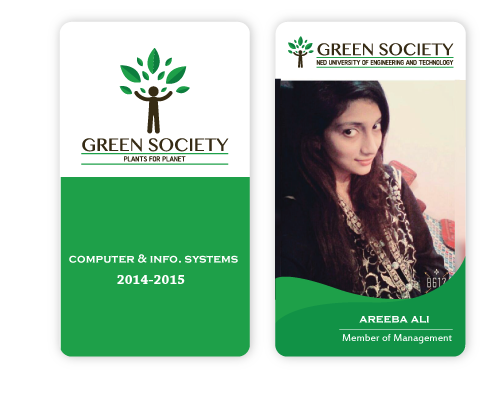 GREEN SOCIETY
PLANTS FOR PLANET
COMPUTER & INFO. SYSTEMS
2014-2015
GREEN SOCIETY
NED UNIVERSITY OF ENGINEERING AND TECHNOLOGY
AREEBA ALI
Member of Management